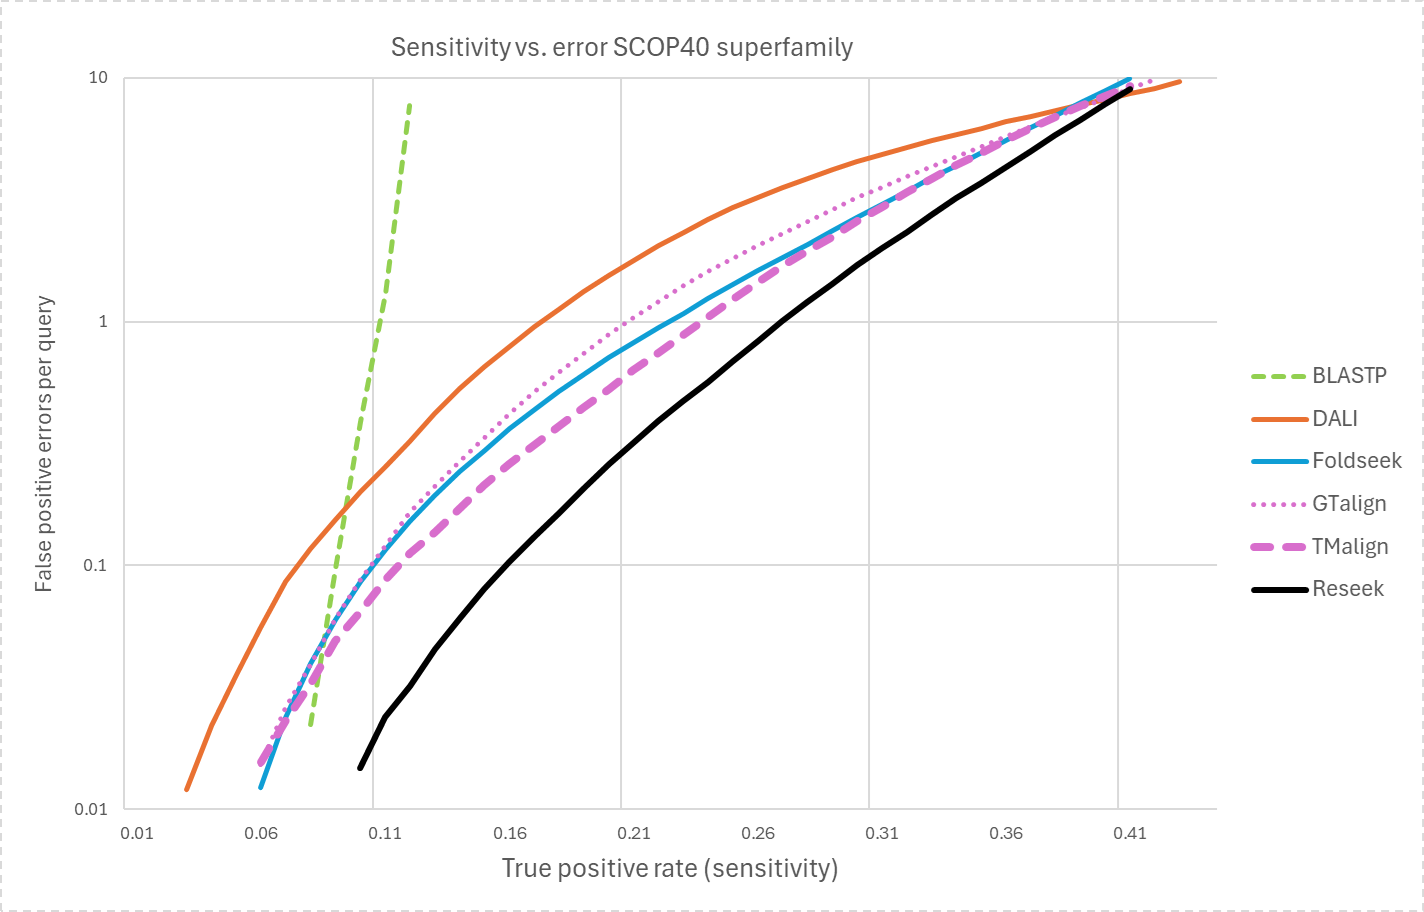 Sensitivity vs. error SCOP40 superfamily
10
1
0.1
0.01
False positive errors per query
0.01 0.06 0.11 0.16 0.21 0.26 0.31 0.36 0.41
True positive rate (sensitivity)
BLASTP
DALI
Foldseek
GTalign
TMalign
Reseek